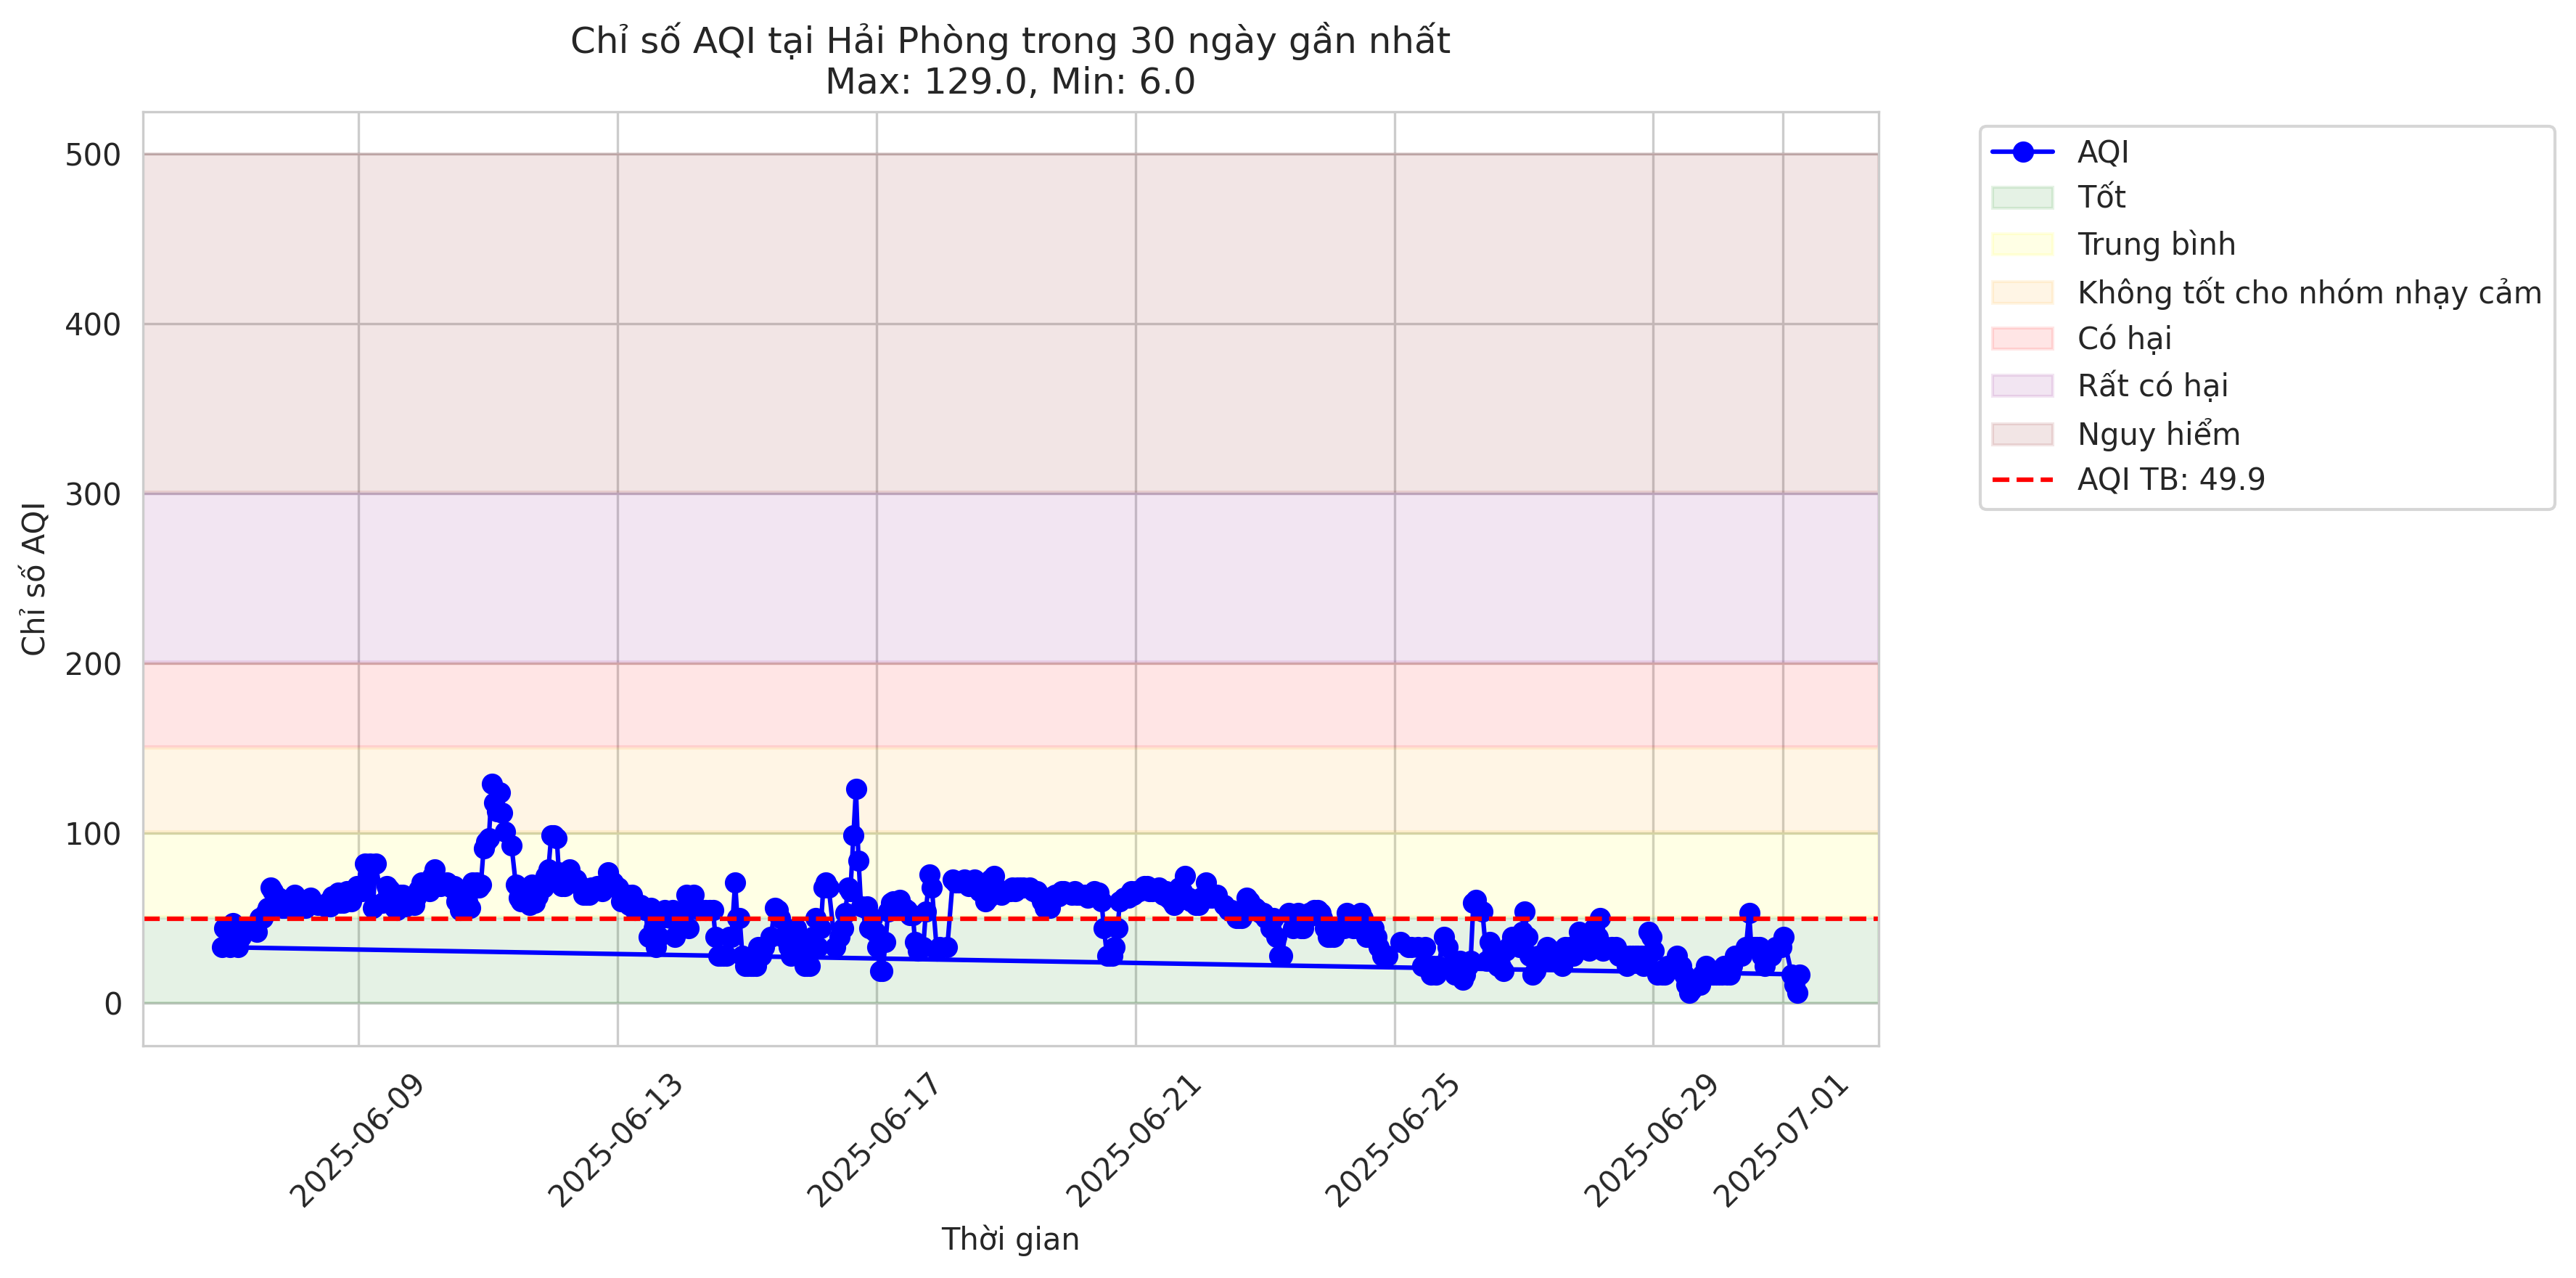 Chỉ số AQI tại Hải Phòng trong 30 ngày gần nhất
Max: 129.0, Min: 6.0
Chỉ số AQI
500
400
300
200
100
0
2025-06-09
2025-06-13
2025-06-17
2025-06-21
2025-06-25
2025-06-29
2025-07-01
Thời gian
AQI
Tốt
Trung bình
Không tốt cho nhóm nhạy cảm
Có hại
Rất có hại
Nguy hiểm
AQI TB: 49.9